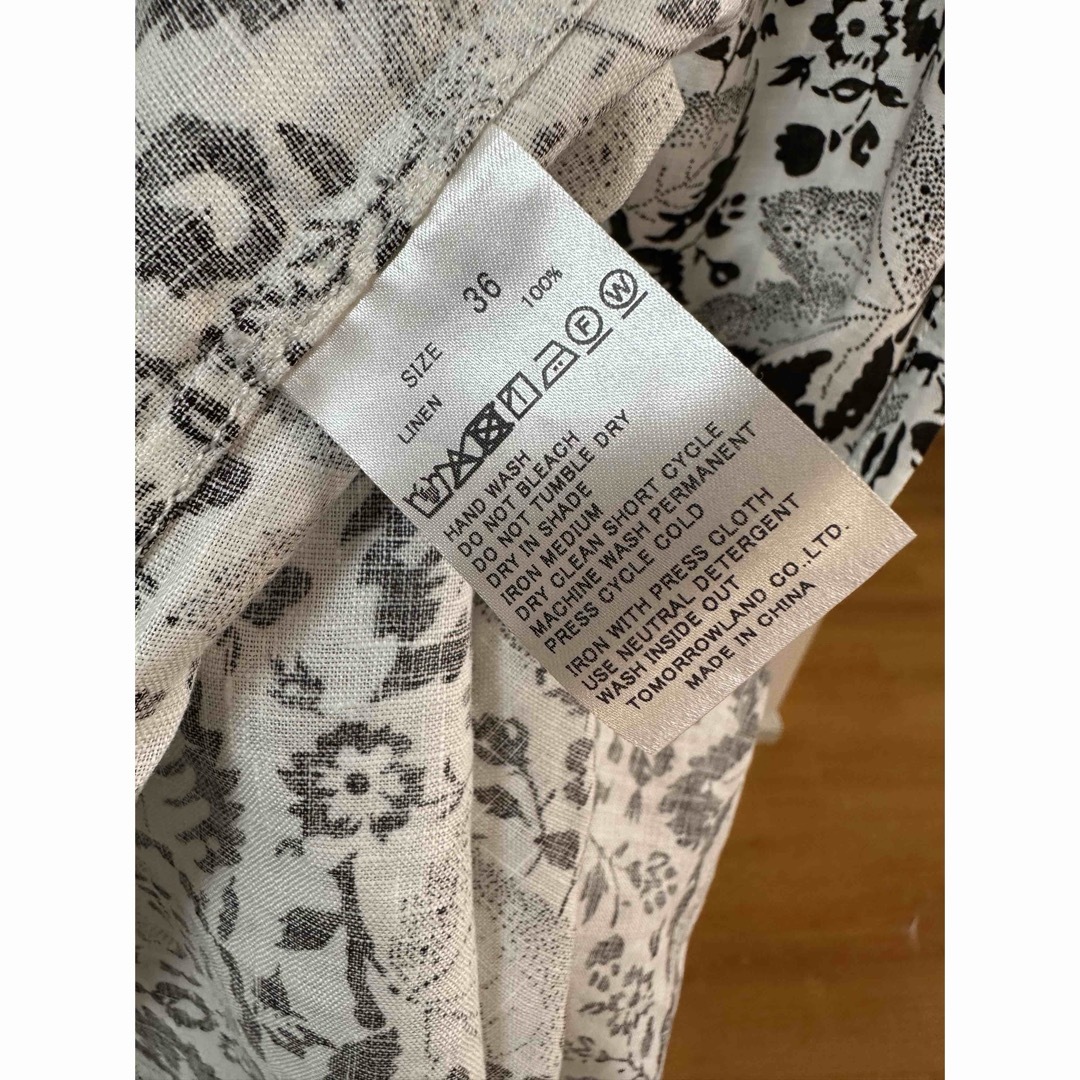 SIZE 36
LINEN 100%
F W
HAND WASH
DO NOT BLEACH
DO NOT TUMBLE DRY
DRY IN SHADE
IRON MEDIUM
DRY CLEAN SHORT CYCLE
MACHINE WASH PERMANENT
PRESS CYCLE COLD
IRON WITH PRESS CLOTH
USE NEUTRAL DETERGENT
WASH INSIDE OUT
TOMORROWLAND CO.,LTD.
MADE IN CHINA